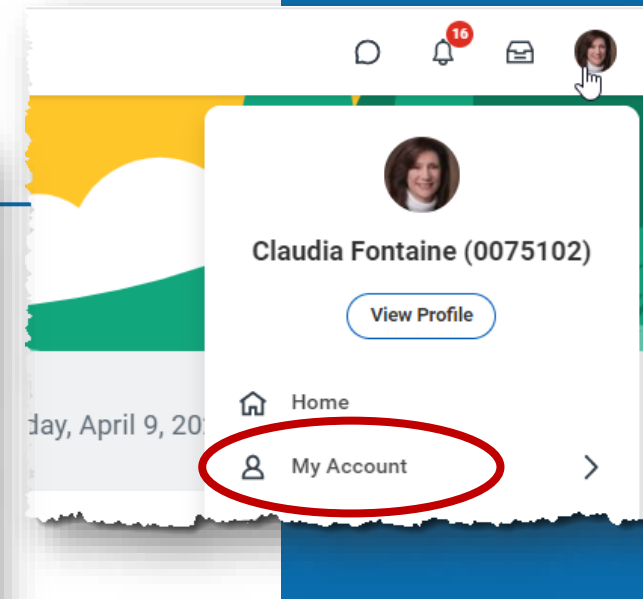 16
Claudia Fontaine (0075102)
View Profile
Home
day, April 9, 20
My Account